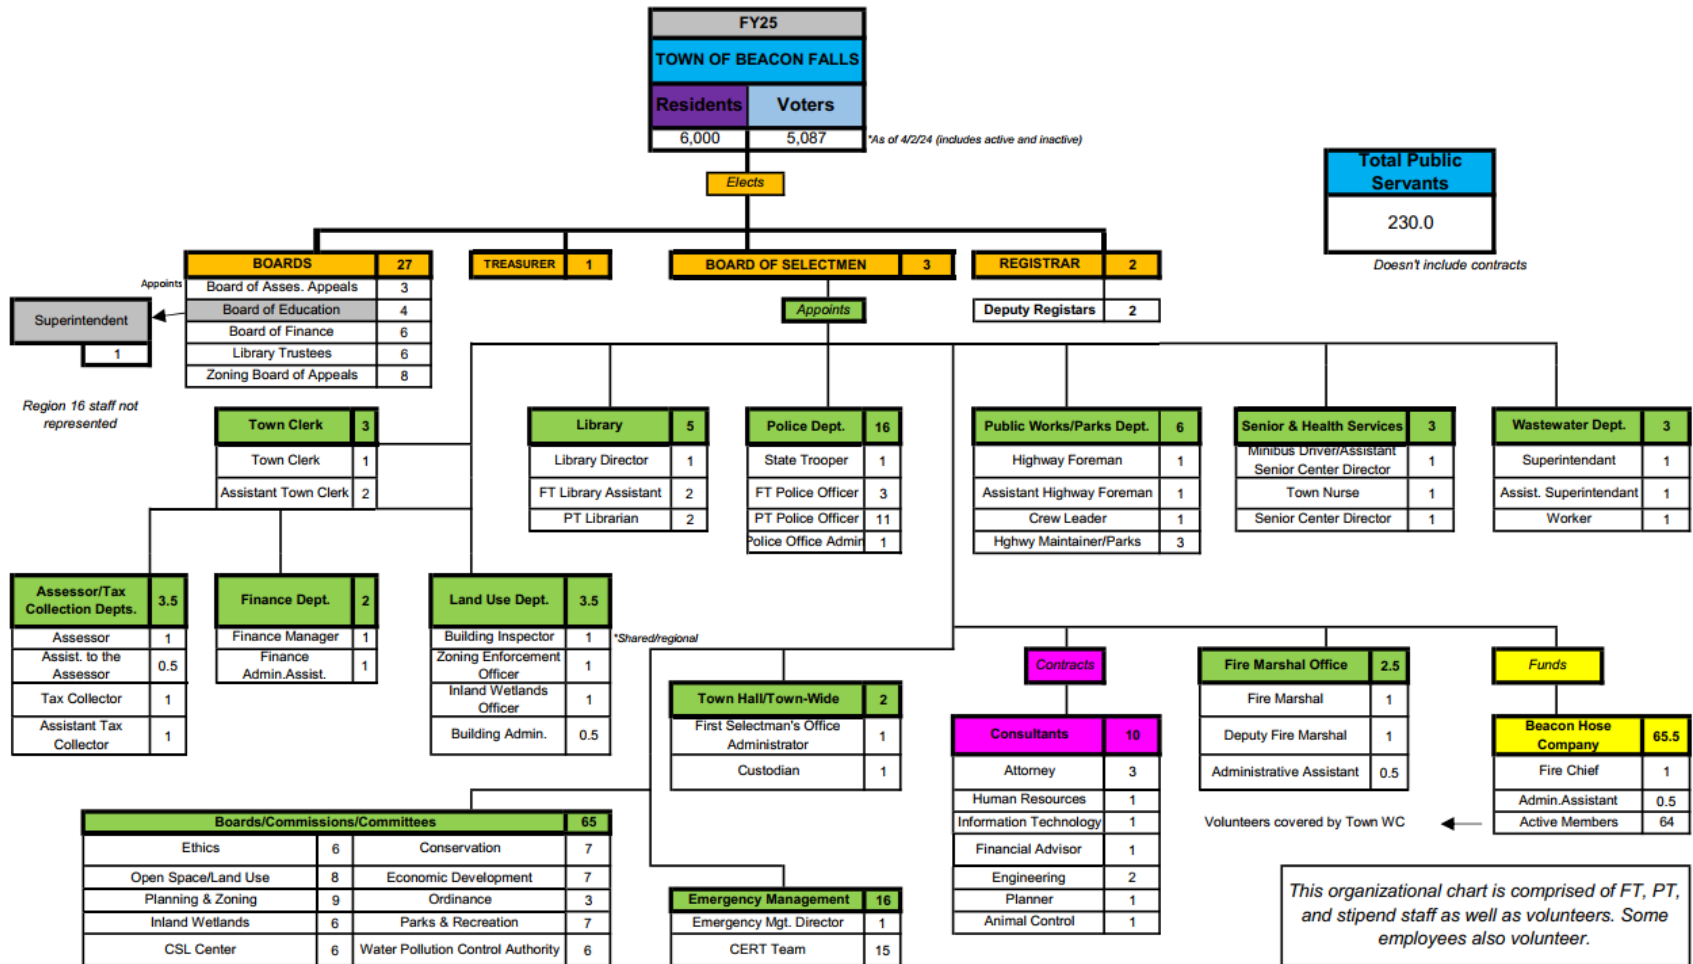 FY25
TOWN OF BEACON FALLS
Residents Voters
6,000 5,087 *As of 4/2/24 (includes active and inactive)
Elects
Total Public
Servants
230.0
Doesn't include contracts
BOARDS 27
Board of Asses. Appeals 3
Board of Education 4
Board of Finance 6
Library Trustees 6
Zoning Board of Appeals 8
Appoints
Superintendent
1
Region 16 staff not
represented
TREASURER 1
BOARD OF SELECTMEN 3
Appoints
REGISTRAR 2
Deputy Registars 2
Town Clerk 3
Town Clerk 1
Assistant Town Clerk 2
Library 5
Library Director 1
FT Library Assistant 2
PT Librarian 2
Police Dept. 16
State Trooper 1
FT Police Officer 3
PT Police Officer 11
Police Office Admin 1
Public Works/Parks Dept. 6
Highway Foreman 1
Assistant Highway Foreman 1
Crew Leader 1
Hghwy Maintainer/Parks 3
Senior & Health Services 3
Minibus Driver/Assistant
Senior Center Director 1
Town Nurse 1
Senior Center Director 1
Wastewater Dept. 3
Superintendant 1
Assist. Superintendant 1
Worker 1
Assessor/Tax
Collection Depts. 3.5
Assessor 1
Assist. to the
Assessor 0.5
Tax Collector 1
Assistant Tax
Collector 1
Finance Dept. 2
Finance Manager 1
Finance
Admin.Assist. 1
Land Use Dept. 3.5
Building Inspector 1 *Shared/regional
Zoning Enforcement
Officer 1
Inland Wetlands
Officer 1
Building Admin. 0.5
Town Hall/Town-Wide 2
First Selectman's Office
Administrator 1
Custodian 1
Contracts
Consultants 10
Attorney 3
Human Resources 1
Information Technology 1
Financial Advisor 1
Engineering 2
Planner 1
Animal Control 1
Fire Marshal Office 2.5
Fire Marshal 1
Deputy Fire Marshal 1
Administrative Assistant 0.5
Funds
Beacon Hose
Company 65.5
Fire Chief 1
Admin.Assistant 0.5
Active Members 64
Volunteers covered by Town WC
Boards/Commissions/Committees 65
Ethics 6 Conservation 7
Open Space/Land Use 8 Economic Development 7
Planning & Zoning 9 Ordinance 3
Inland Wetlands 6 Parks & Recreation 7
CSL Center 6 Water Pollution Control Authority 6
Emergency Management 16
Emergency Mgt. Director 1
CERT Team 15
This organizational chart is comprised of FT, PT,
and stipend staff as well as volunteers. Some
employees also volunteer.